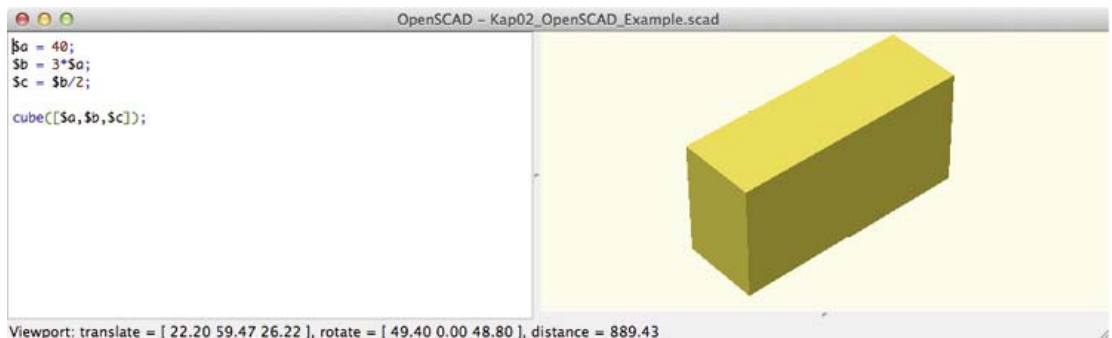 OpenSCAD - Kap02_OpenSCAD_Example.scad
$a = 40;
$b = 3*$a;
$c = $b/2;
cube([$a,$b,$c]);
Viewport: translate = [ 22.20 59.47 26.22 ], rotate = [ 49.40 0.00 48.80 ], distance = 889.43